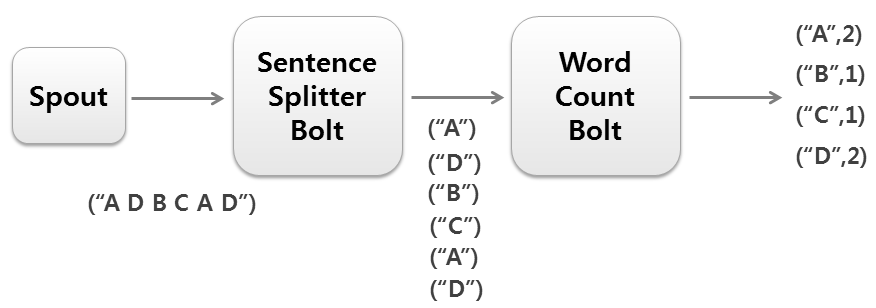 Spout
(“A D B C A D”)
Sentence
Splitter
Bolt
(“A”)
(“D”)
(“B”)
(“C”)
(“A”)
(“D”)
Word
Count
Bolt
(“A”,2)
(“B”,1)
(“C”,1)
(“D”,2)